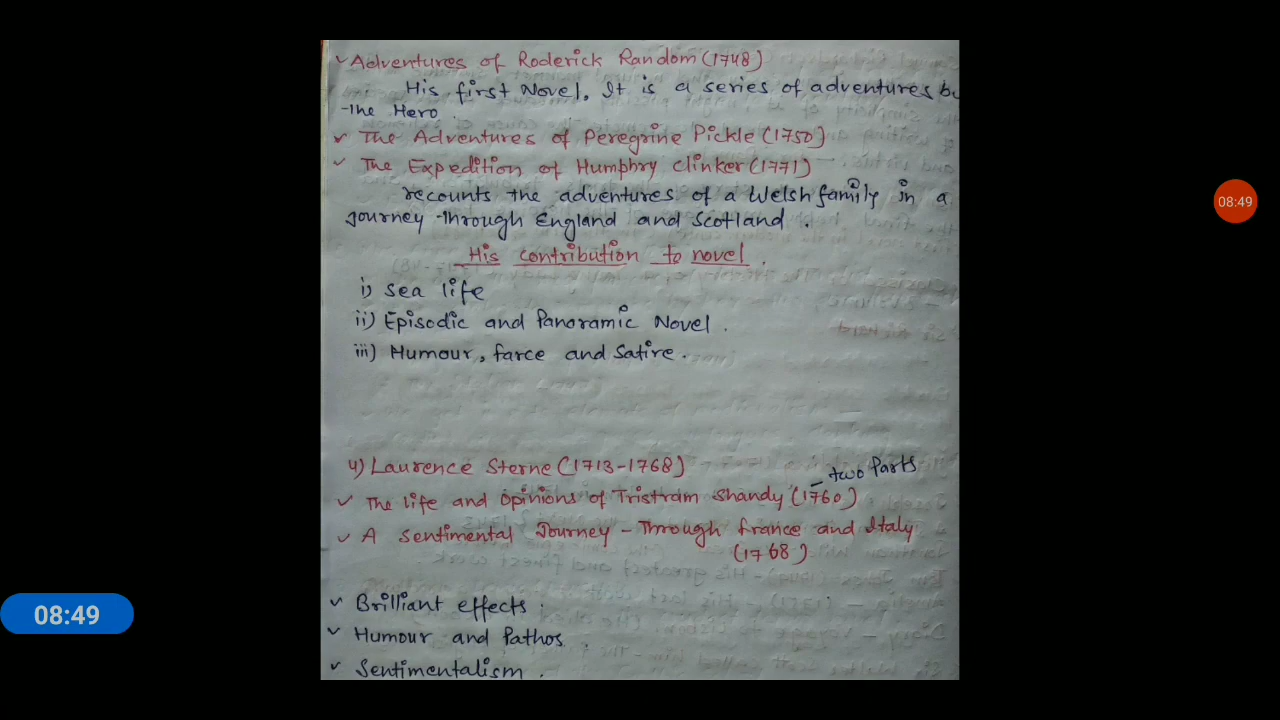 ✓ Adventures of Roderick Random (1748)
His first Novel, It is a series of adventures b
the Hero.
✓ The Adventures of Peregrine Pickle (1750)
✓ The Expedition of Humphry Clinker (1771)
recounts the adventures of a Welsh family in a
Journey through England and Scotland.
His contribution to novel.
i) Sea life
ii) Episodic and Panoramic Novel.
iii) Humour, farce and Satire.
4) Laurence Sterne (1713-1768)
– two Parts
✓ The life and opinions of Tristram Shandy (1760)
✓ A Sentimental Journey – Through france and Italy
(1768)
✓ Brilliant effects.
✓ Humour and Pathos.
✓ Sentimentalism.
08:49
08:49